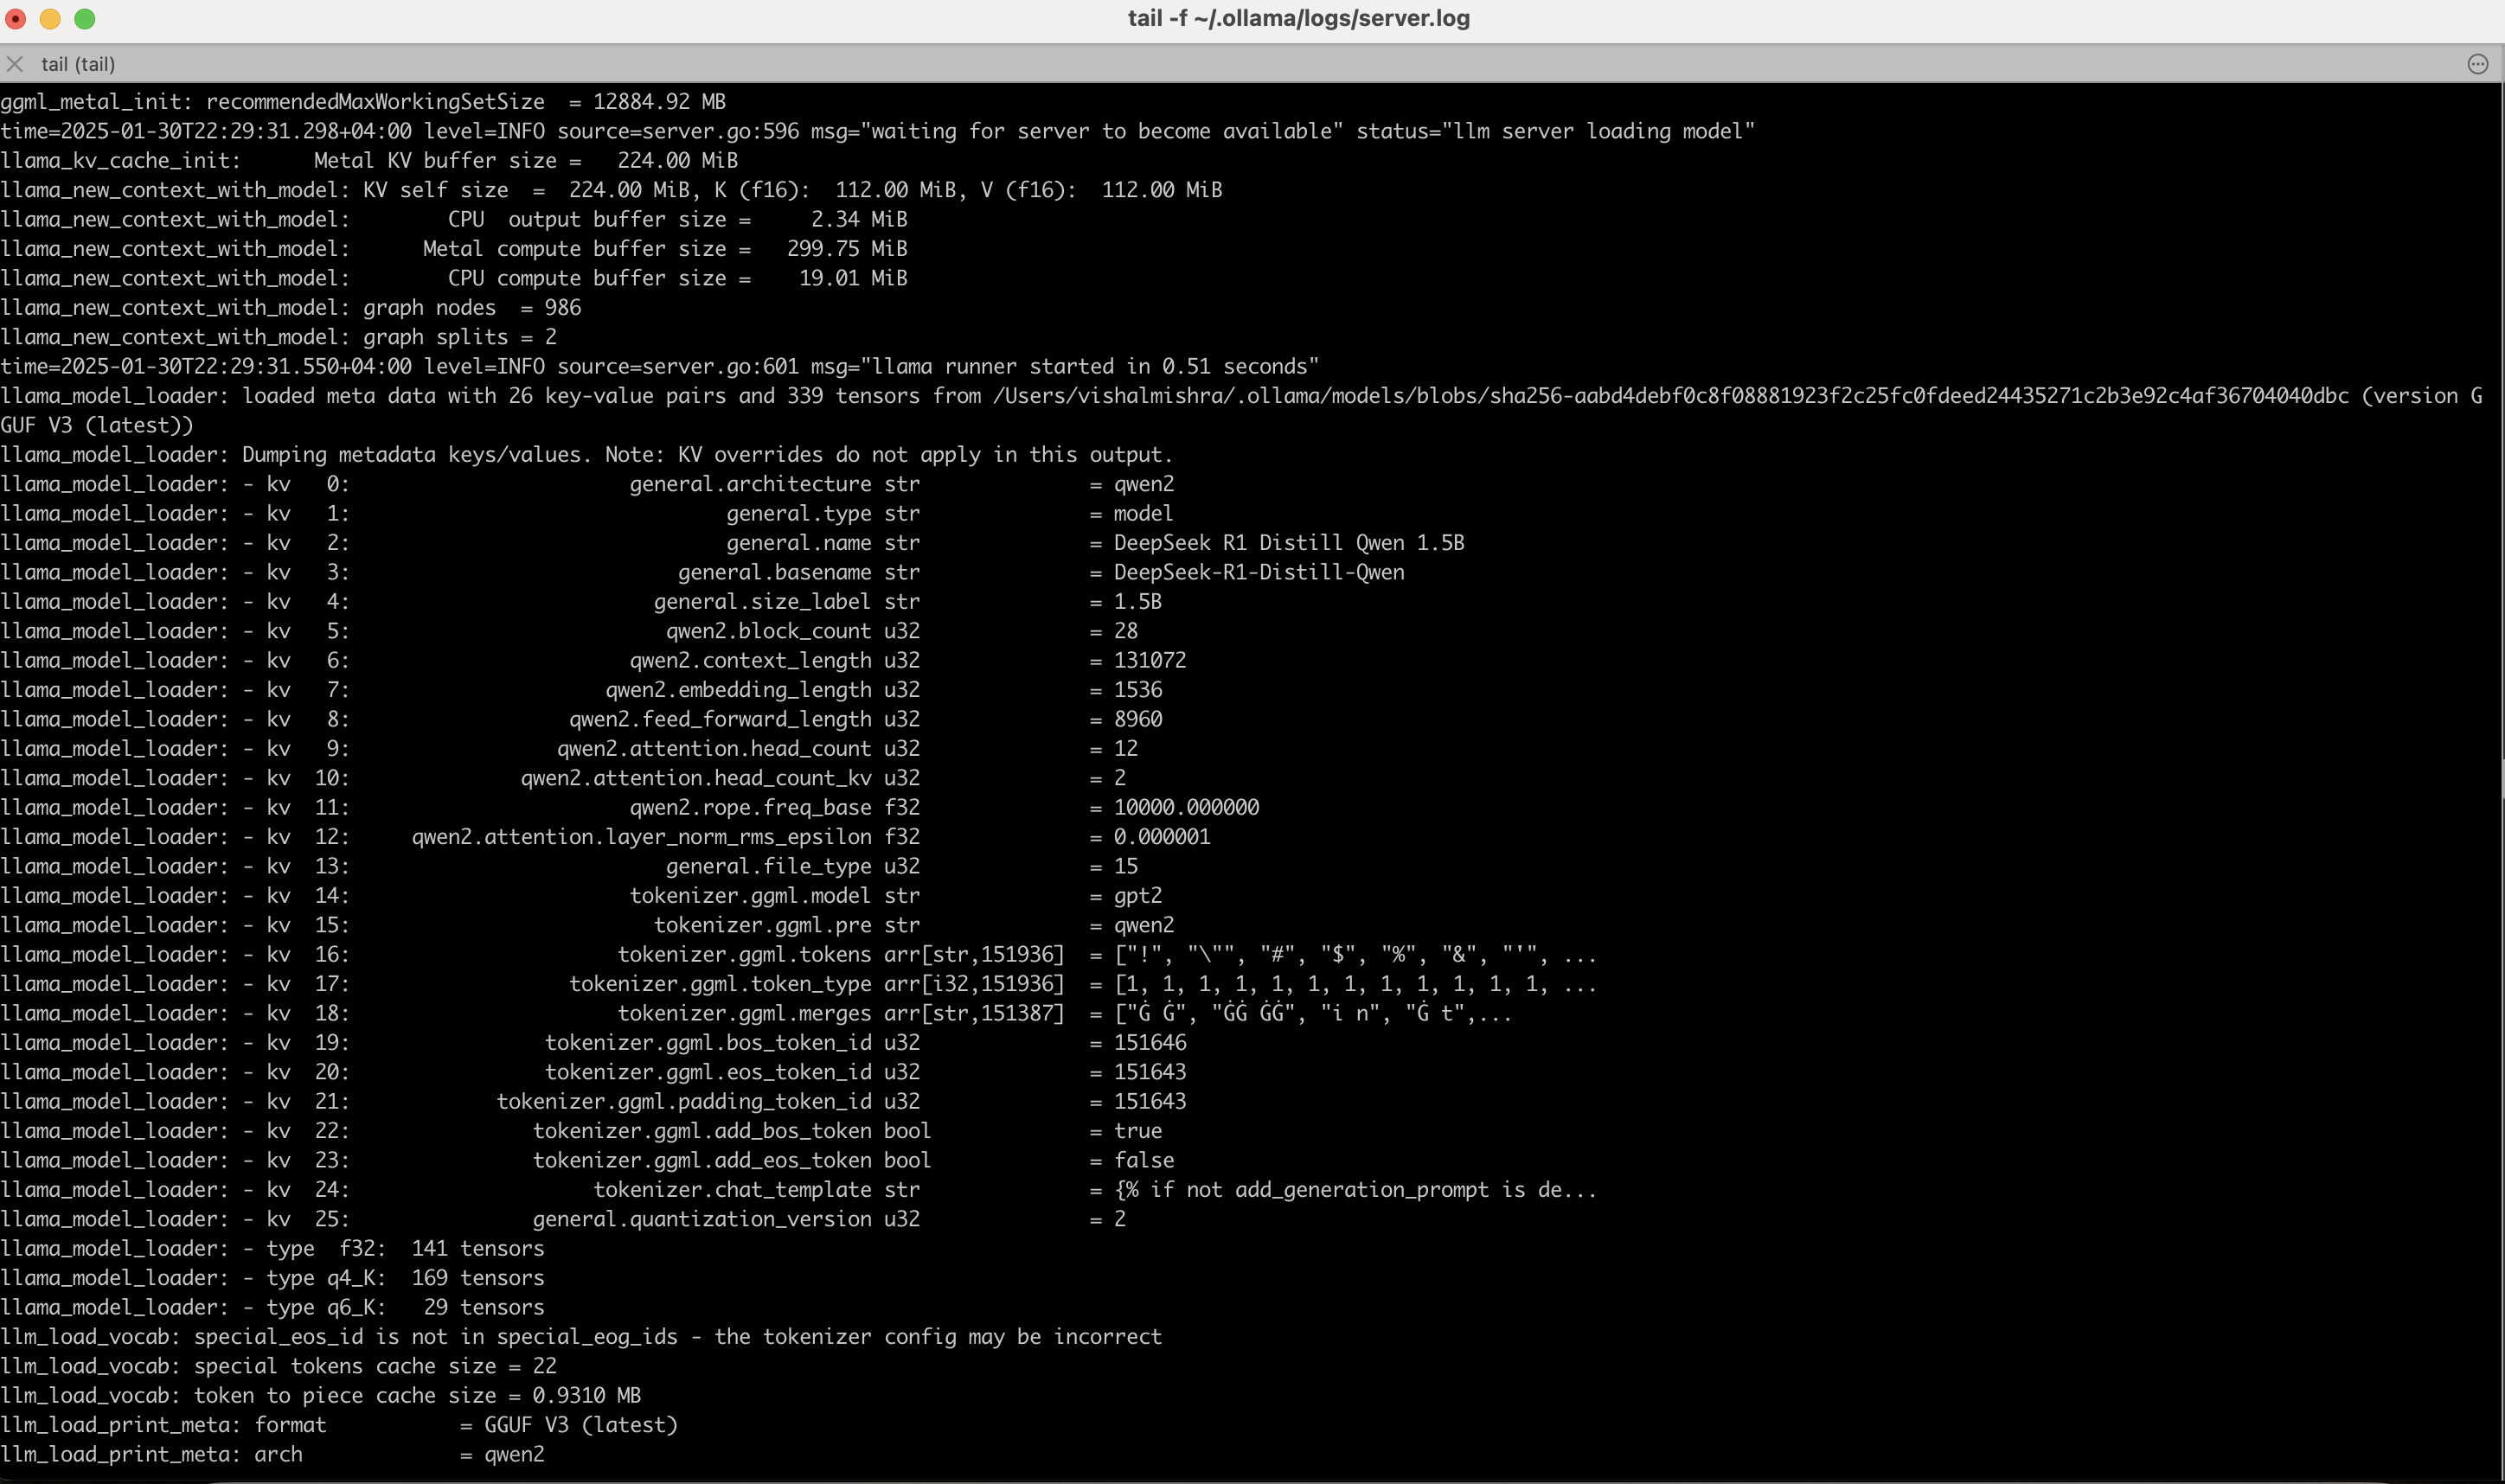 tail -f ~/.ollama/logs/server.log
tail (tail)
ggml_metal_init: recommendedMaxWorkingSetSize  = 12884.92 MB
time=2025-01-30T22:29:31.298+04:00 level=INFO source=server.go:596 msg="waiting for server to become available" status="llm server loading model"
llama_kv_cache_init:      Metal KV buffer size =   224.00 MiB
llama_new_context_with_model: KV self size  =  224.00 MiB, K (f16):  112.00 MiB, V (f16):  112.00 MiB
llama_new_context_with_model:        CPU  output buffer size =     2.34 MiB
llama_new_context_with_model:      Metal compute buffer size =   299.75 MiB
llama_new_context_with_model:        CPU compute buffer size =    19.01 MiB
llama_new_context_with_model: graph nodes  = 986
llama_new_context_with_model: graph splits = 2
time=2025-01-30T22:29:31.550+04:00 level=INFO source=server.go:601 msg="llama runner started in 0.51 seconds"
llama_model_loader: loaded meta data with 26 key-value pairs and 339 tensors from /Users/vishalmishra/.ollama/models/blobs/sha256-aabd4debf0c8f08881923f2c25fc0fdeed24435271c2b3e92c4af36704040dbc (version G
GUF V3 (latest))
llama_model_loader: Dumping metadata keys/values. Note: KV overrides do not apply in this output.
llama_model_loader: - kv   0:                       general.architecture str              = qwen2
llama_model_loader: - kv   1:                               general.type str              = model
llama_model_loader: - kv   2:                               general.name str              = DeepSeek R1 Distill Qwen 1.5B
llama_model_loader: - kv   3:                           general.basename str              = DeepSeek-R1-Distill-Qwen
llama_model_loader: - kv   4:                         general.size_label str              = 1.5B
llama_model_loader: - kv   5:                          qwen2.block_count u32              = 28
llama_model_loader: - kv   6:                       qwen2.context_length u32              = 131072
llama_model_loader: - kv   7:                     qwen2.embedding_length u32              = 1536
llama_model_loader: - kv   8:                  qwen2.feed_forward_length u32              = 8960
llama_model_loader: - kv   9:                 qwen2.attention.head_count u32              = 12
llama_model_loader: - kv  10:              qwen2.attention.head_count_kv u32              = 2
llama_model_loader: - kv  11:                       qwen2.rope.freq_base f32              = 10000.000000
llama_model_loader: - kv  12:     qwen2.attention.layer_norm_rms_epsilon f32              = 0.000001
llama_model_loader: - kv  13:                          general.file_type u32              = 15
llama_model_loader: - kv  14:                       tokenizer.ggml.model str              = gpt2
llama_model_loader: - kv  15:                         tokenizer.ggml.pre str              = qwen2
llama_model_loader: - kv  16:                      tokenizer.ggml.tokens arr[str,151936]  = ["!", "\"", "#", "$", "%", "&", "'", ...
llama_model_loader: - kv  17:                  tokenizer.ggml.token_type arr[i32,151936]  = [1, 1, 1, 1, 1, 1, 1, 1, 1, 1, 1, 1, ...
llama_model_loader: - kv  18:                      tokenizer.ggml.merges arr[str,151387]  = ["Ġ Ġ", "ĠĠ ĠĠ", "i n", "Ġ t",...
llama_model_loader: - kv  19:                tokenizer.ggml.bos_token_id u32              = 151646
llama_model_loader: - kv  20:                tokenizer.ggml.eos_token_id u32              = 151643
llama_model_loader: - kv  21:            tokenizer.ggml.padding_token_id u32              = 151643
llama_model_loader: - kv  22:               tokenizer.ggml.add_bos_token bool             = true
llama_model_loader: - kv  23:               tokenizer.ggml.add_eos_token bool             = false
llama_model_loader: - kv  24:                    tokenizer.chat_template str              = {% if not add_generation_prompt is de...
llama_model_loader: - kv  25:               general.quantization_version u32              = 2
llama_model_loader: - type  f32:  141 tensors
llama_model_loader: - type q4_K:  169 tensors
llama_model_loader: - type q6_K:   29 tensors
llm_load_vocab: special_eos_id is not in special_eog_ids - the tokenizer config may be incorrect
llm_load_vocab: special tokens cache size = 22
llm_load_vocab: token to piece cache size = 0.9310 MB
llm_load_print_meta: format           = GGUF V3 (latest)
llm_load_print_meta: arch             = qwen2